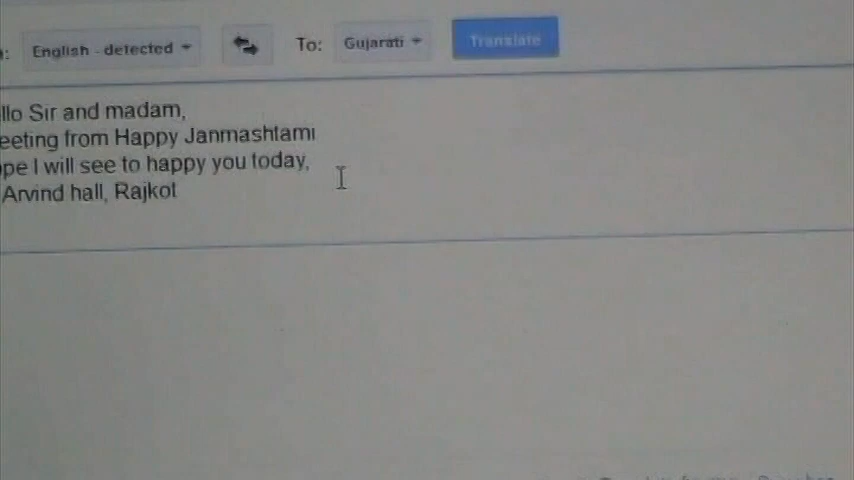 : English - detected To: Gujarati Translate
llo Sir and madam,
eeting from Happy Janmashtami
ope I will see to happy you today,
Arvind hall, Rajkot